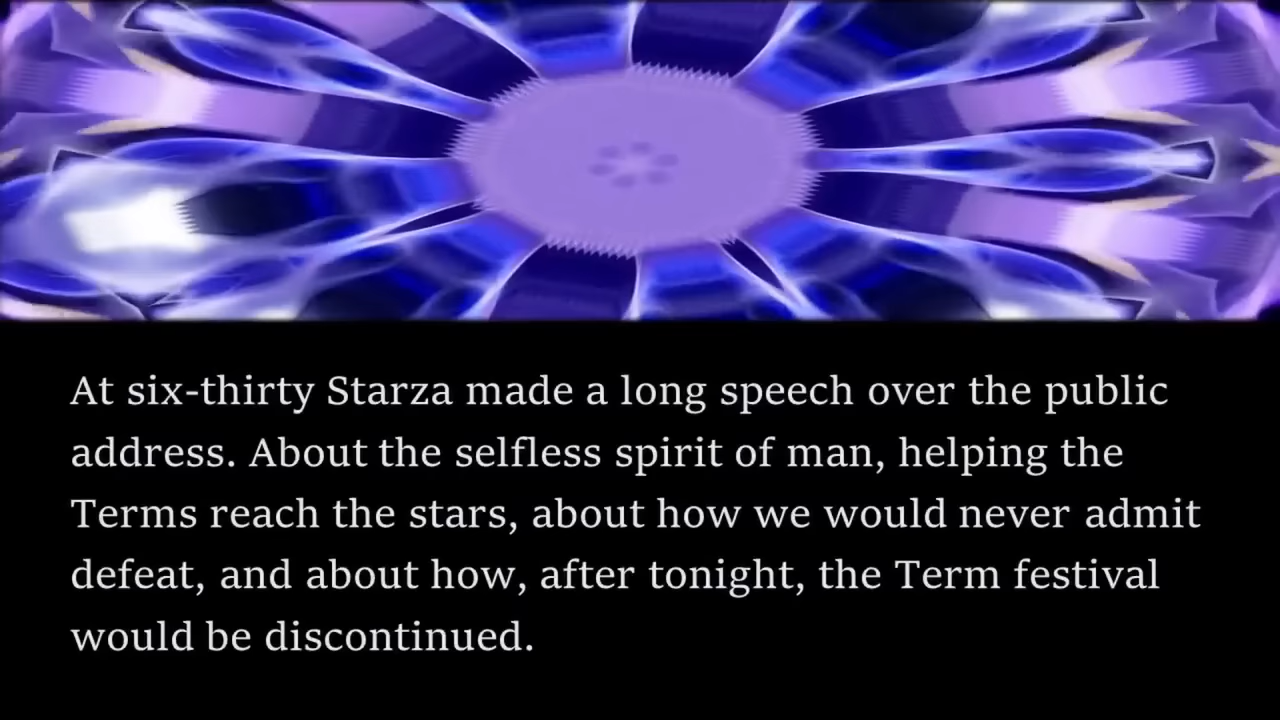 At six-thirty Starza made a long speech over the public
address. About the selfless spirit of man, helping the
Terms reach the stars, about how we would never admit
defeat, and about how, after tonight, the Term festival
would be discontinued.